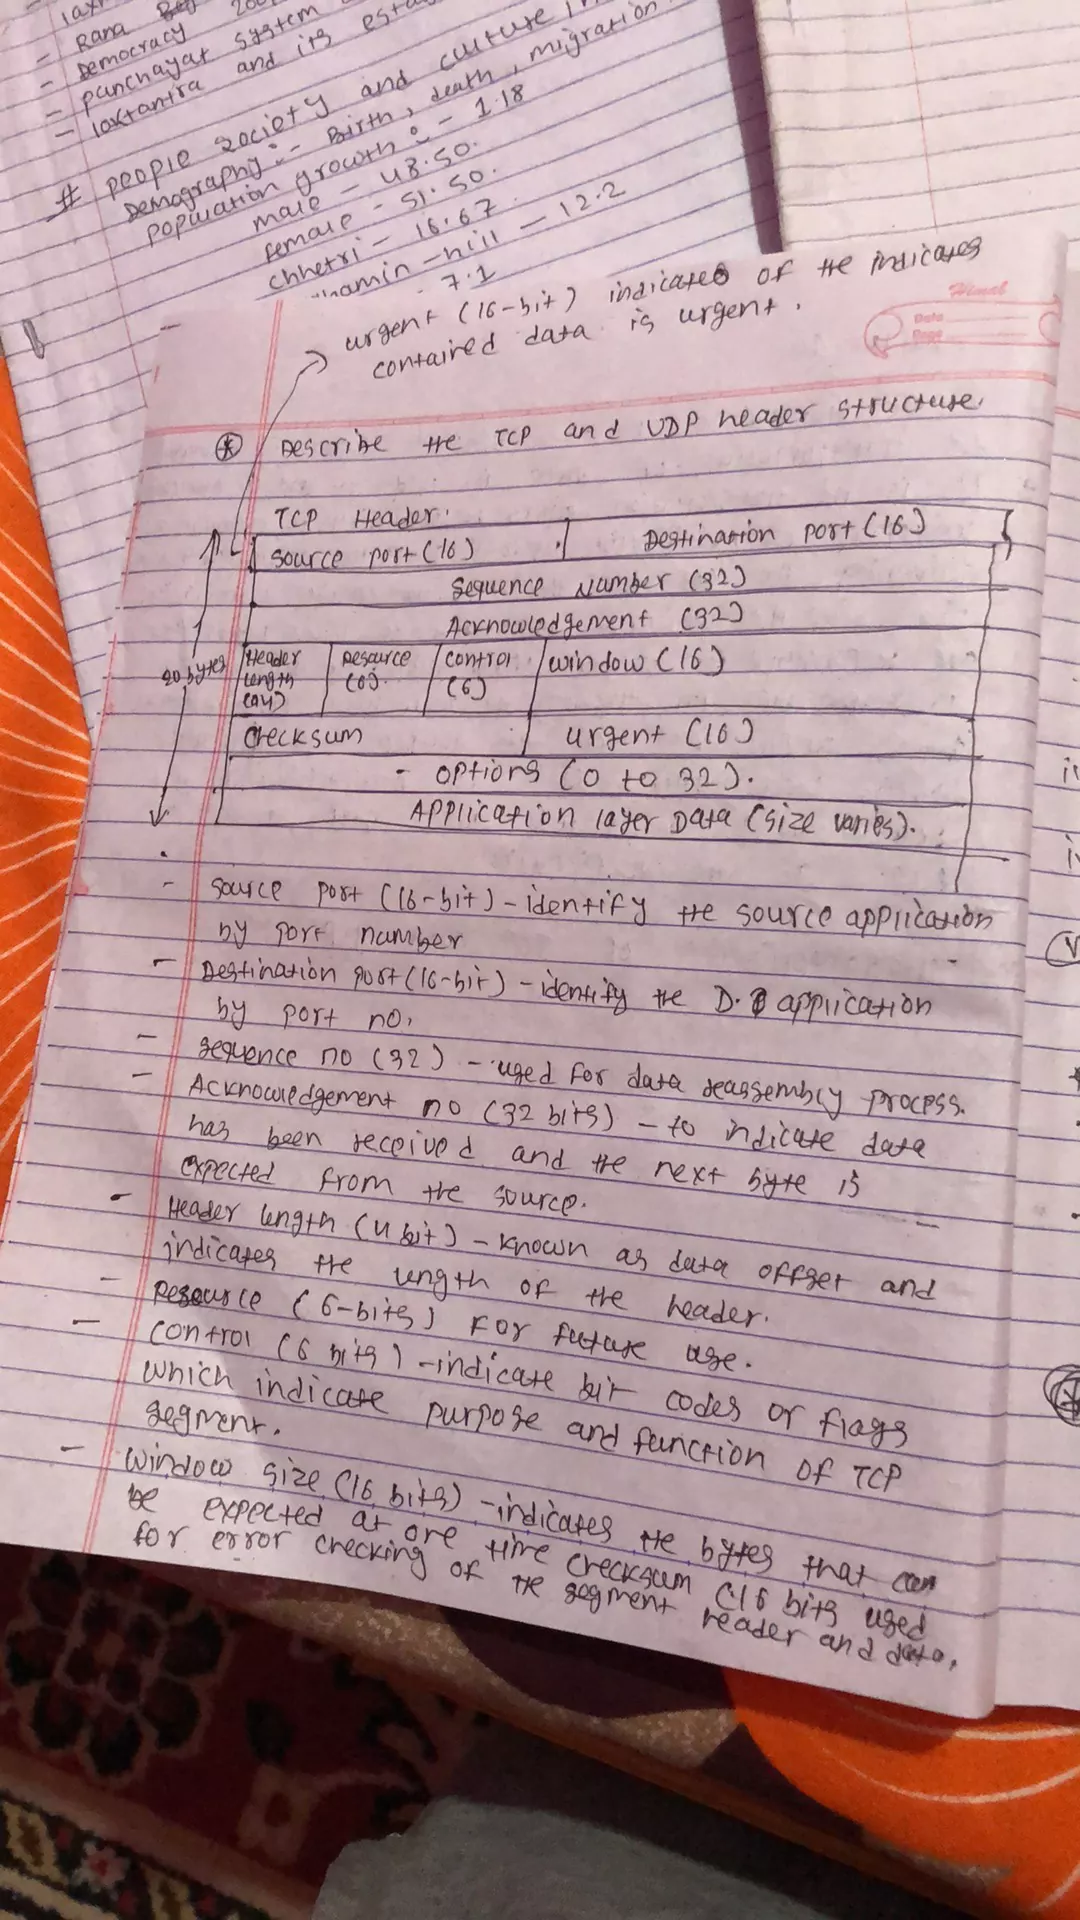 - Rana
- Democracy
- panchayat system
- loktantra and its
# people society and culture
Demography :- Birth, death, migration
population growth :- 1.18
male - 48.50.
female - 51.50.
chhetri - 16.67
hamin - hill - 12.2
7.1
urgent (16-bit) indicates of the indicates
contained data is urgent.
Himal
Date
Page
Describe the TCP and UDP header structure.
TCP Header.
source port (16) Destination port (16)
Sequence Number (32)
Acknowledgement (32)
20 bytes
Header length (4) Resource (6) control (6) window (16)
checksum urgent (16)
- options (0 to 32).
Application layer Data (size varies).
- source port (16-bit) - identify the source application
by port number
- Destination port (16-bit) - identify the D. application
by port no.
- sequence no (32) - used for data reassembly process.
- Acknowledgement no (32 bits) - to indicate data
has been received and the next byte is
expected from the source.
- Header length (4 bit) - known as data offset and
indicates the length of the header.
- Resource (6-bits) For future use.
- control (6 bits) - indicate bit codes or flags
which indicate purpose and function of TCP
segment.
- window size (16 bits) - indicates the bytes that can
be expected at one time checksum (16 bits used
for error checking of the segment header and data.